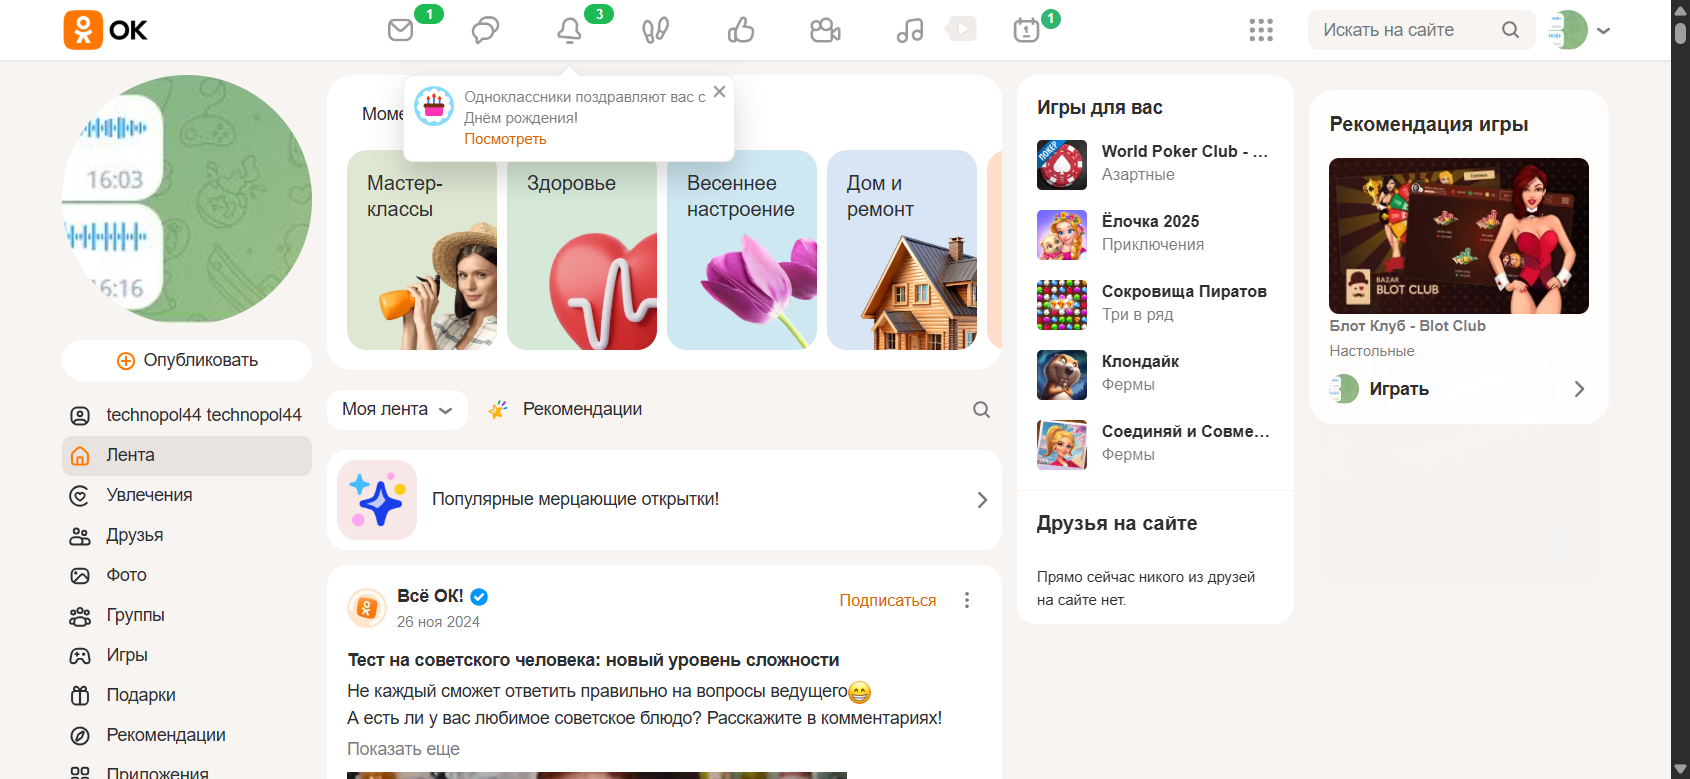 OK
1
3
1
Искать на сайте
16:03
16:16
Опубликовать
technopol44 technopol44
Лента
Увлечения
Друзья
Фото
Группы
Игры
Подарки
Рекомендации
Приложения
Одноклассники поздравляют вас с
Днём рождения!
Посмотреть
Мастер-
классы
Здоровье
Весеннее
настроение
Дом и
ремонт
Моя лента
Рекомендации
Популярные мерцающие открытки!
Всё ОК!
26 ноя 2024
Подписаться
Тест на советского человека: новый уровень сложности
Не каждый сможет ответить правильно на вопросы ведущего😁
А есть ли у вас любимое советское блюдо? Расскажите в комментариях!
Показать еще
Игры для вас
ПОКЕР
World Poker Club - ...
Азартные
Ёлочка 2025
Приключения
Сокровища Пиратов
Три в ряд
Клондайк
Фермы
Соединяй и Совме...
Фермы
Друзья на сайте
Прямо сейчас никого из друзей
на сайте нет.
Рекомендация игры
BAZAR
BLOT CLUB
Блот Клуб - Blot Club
Настольные
Играть